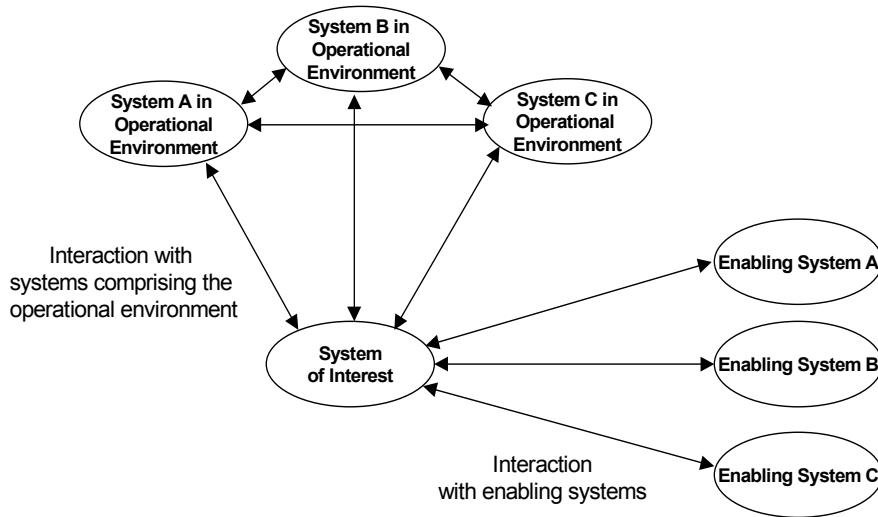 System B in
Operational
Environment
System A in
Operational
Environment
System C in
Operational
Environment
Interaction with
systems comprising the
operational environment
System
of Interest
Enabling System A
Enabling System B
Enabling System C
Interaction
with enabling systems